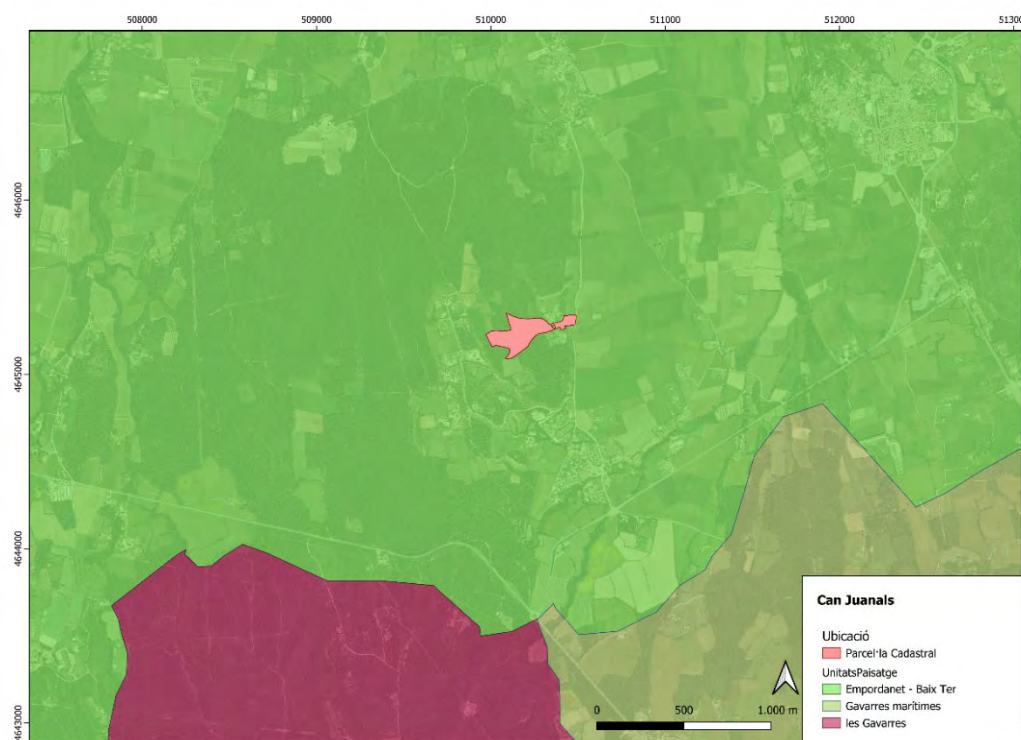 508000
509000
510000
511000
512000
513000
4646000
4645000
4644000
4643000
Can Juanals
Ubicació
Parcel·la Cadastral
UnitatsPaisatge
Empordanet - Baix Ter
Gavarres marítimes
les Gavarres
0 500 1.000 m